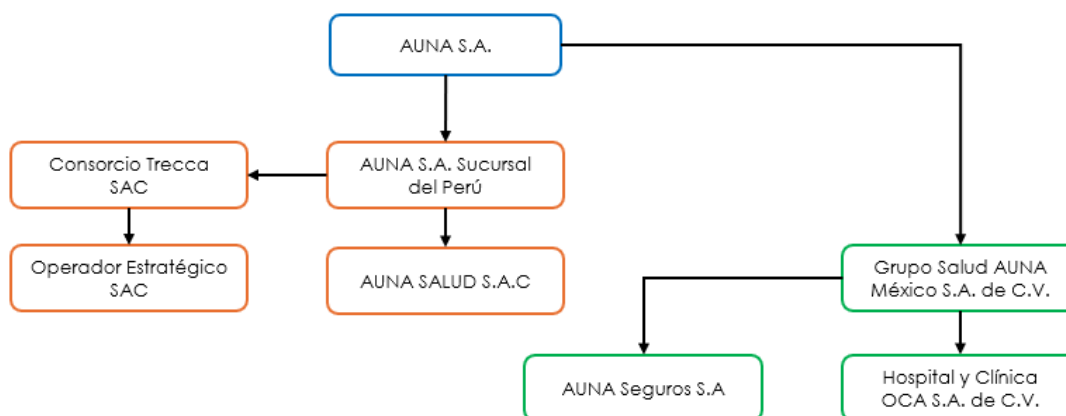 AUNA S.A.
Consorcio Trecca
SAC
AUNA S.A. Sucursal
del Perú
Operador Estratégico
SAC
AUNA SALUD S.A.C
Grupo Salud AUNA
México S.A. de C.V.
AUNA Seguros S.A
Hospital y Clínica
OCA S.A. de C.V.